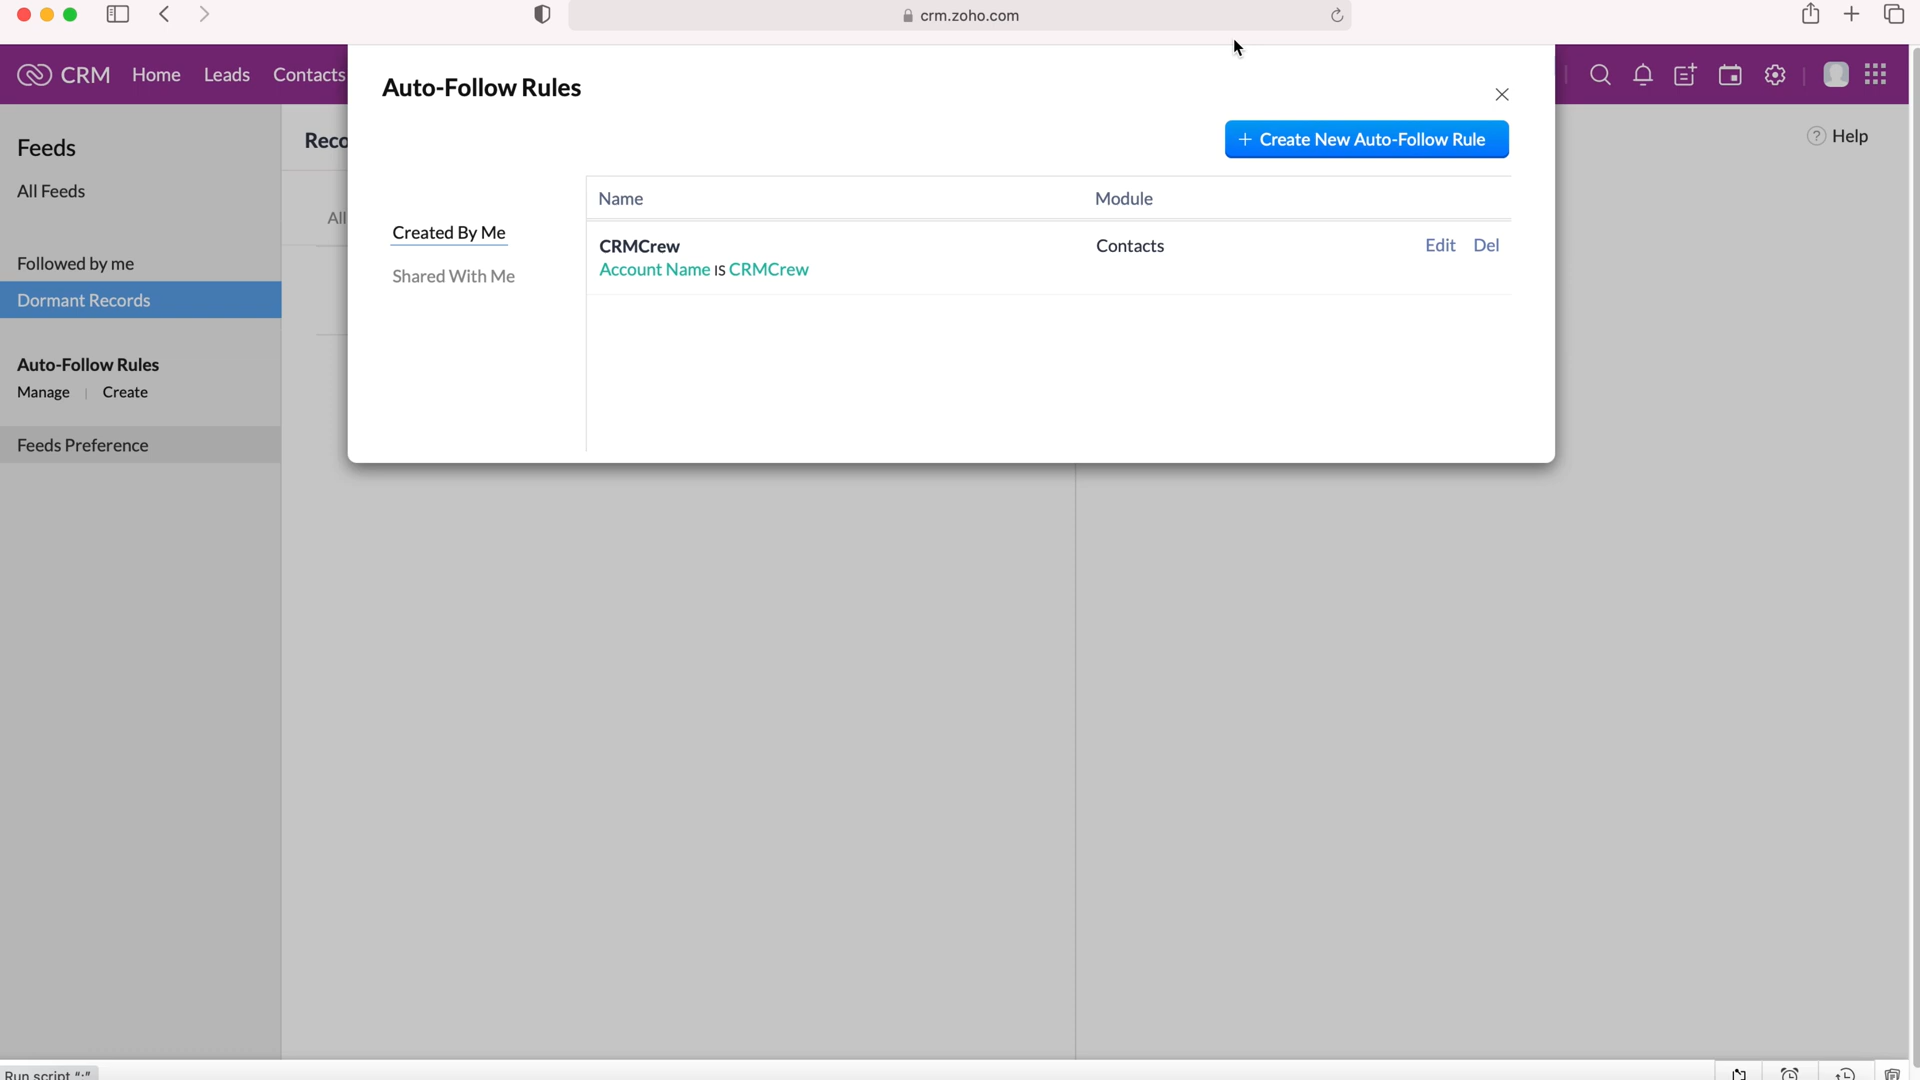 crm.zoho.com
CRM Home Leads Contacts
Auto-Follow Rules
+ Create New Auto-Follow Rule
Help
Feeds
All Feeds
Followed by me
Dormant Records
Auto-Follow Rules
Manage | Create
Feeds Preference
Reco
All
Created By Me
Shared With Me
Name Module
CRMCrew Contacts Edit Del
Account Name IS CRMCrew
Run script ";"